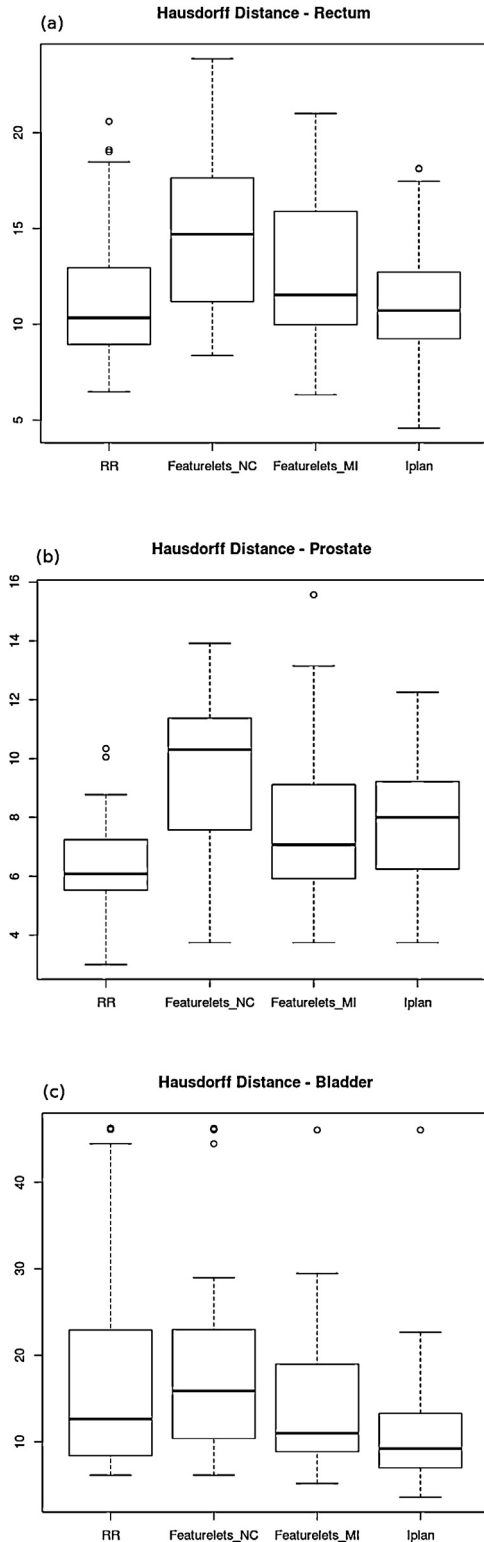 (a)
Hausdorff Distance - Rectum
20
15
10
5
RR Featurelets_NC Featurelets_MI Iplan
(b)
Hausdorff Distance - Prostate
16
14
12
10
8
6
4
RR Featurelets_NC Featurelets_MI Iplan
(c)
Hausdorff Distance - Bladder
40
30
20
10
RR Featurelets_NC Featurelets_MI Iplan